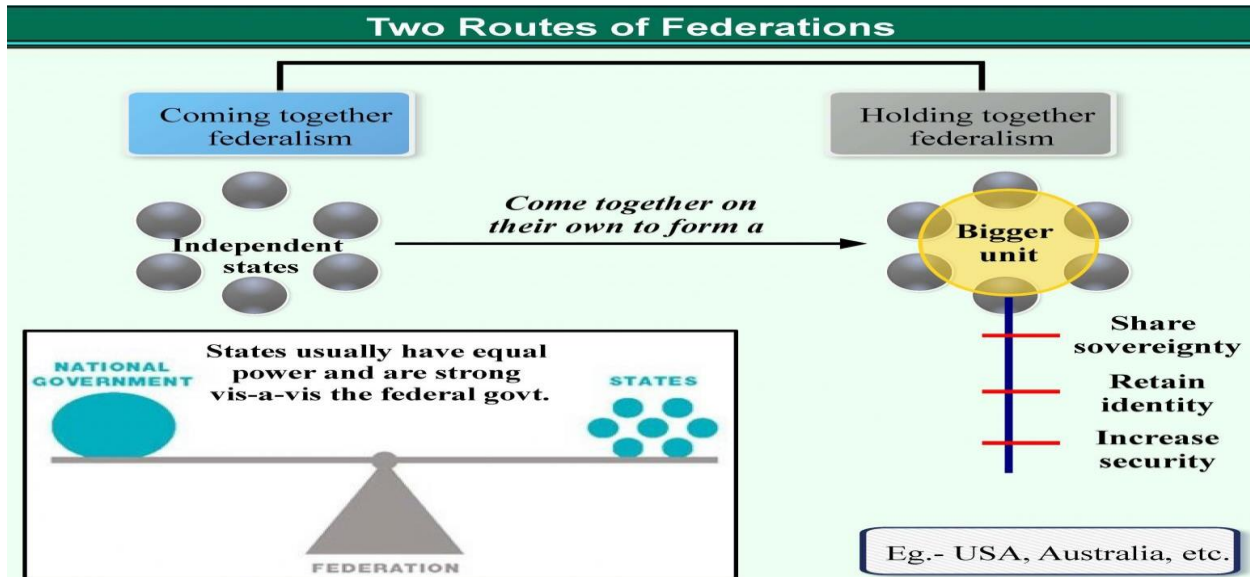 Two Routes of Federations
Coming together
federalism
Holding together
federalism
Independent
states
Come together on
their own to form a
Bigger
unit
Share
sovereignty
Retain
identity
Increase
security
States usually have equal
power and are strong
vis-a-vis the federal govt.
NATIONAL
GOVERNMENT
STATES
FEDERATION
Eg.- USA, Australia, etc.